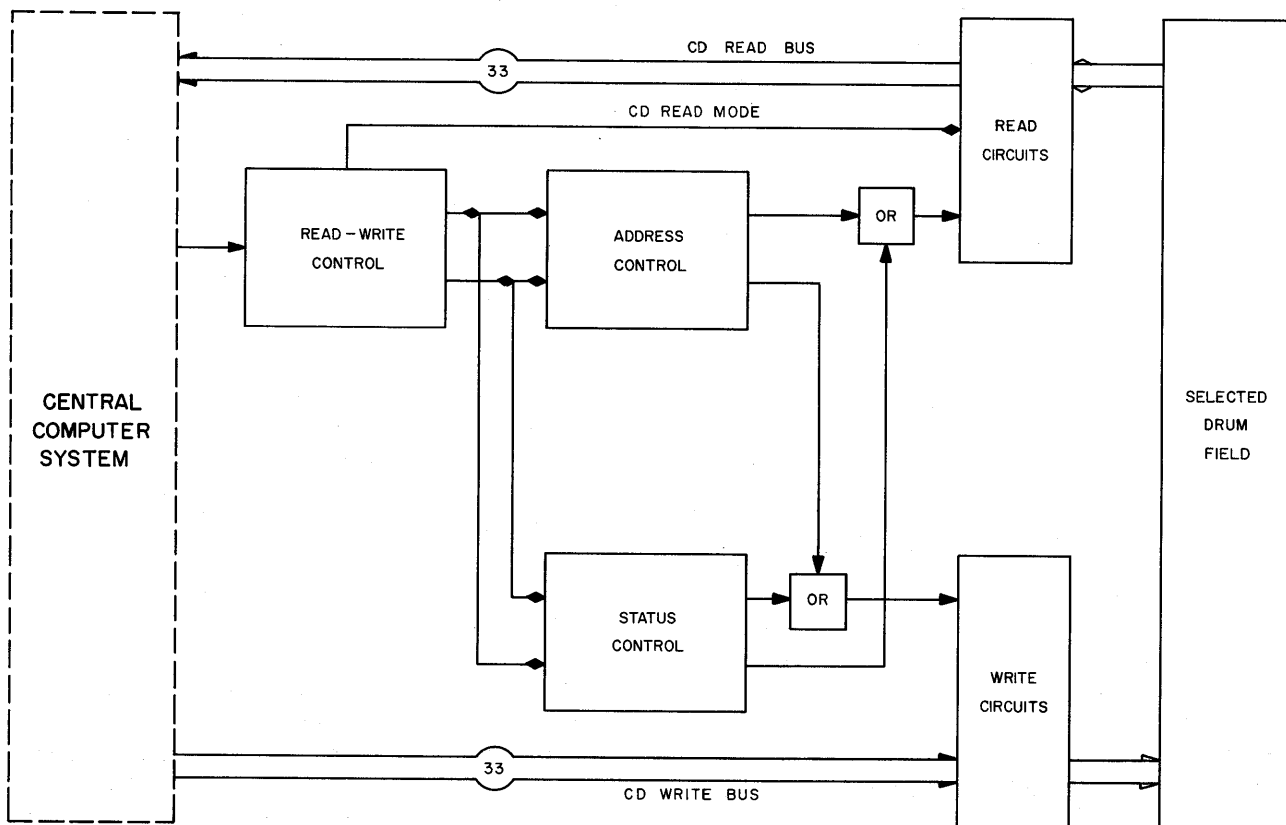 CD READ BUS
33
CD READ MODE
READ
CIRCUITS
READ-WRITE
CONTROL
ADDRESS
CONTROL
OR
CENTRAL
COMPUTER
SYSTEM
SELECTED
DRUM
FIELD
OR
STATUS
CONTROL
WRITE
CIRCUITS
33
CD WRITE BUS